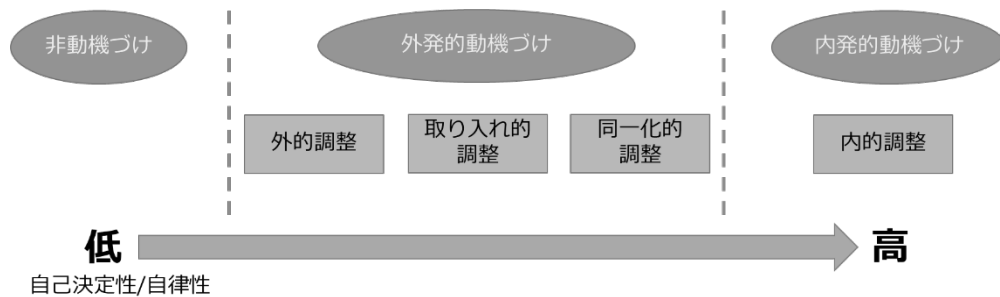 非動機づけ
外発的動機づけ
内発的動機づけ
外的調整
取り入れ的
調整
同一化的
調整
内的調整
低
高
自己決定性/自律性